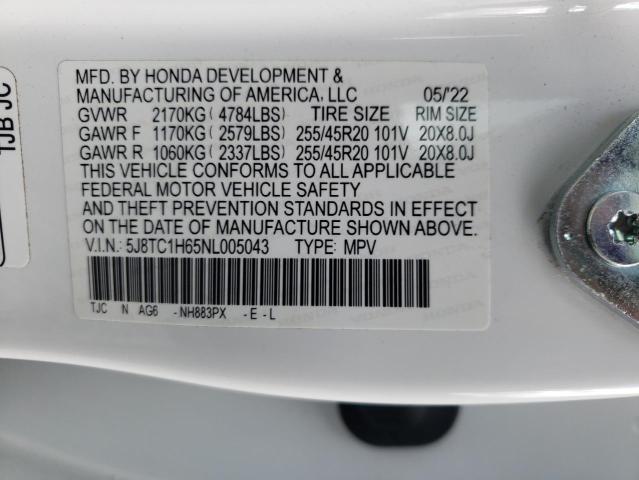 MFD. BY HONDA DEVELOPMENT &
MANUFACTURING OF AMERICA, LLC 05/'22
GVWR 2170KG ( 4784LBS) TIRE SIZE RIM SIZE
GAWR F 1170KG ( 2579LBS) 255/45R20 101V 20X8.0J
GAWR R 1060KG ( 2337LBS) 255/45R20 101V 20X8.0J
THIS VEHICLE CONFORMS TO ALL APPLICABLE
FEDERAL MOTOR VEHICLE SAFETY
AND THEFT PREVENTION STANDARDS IN EFFECT
ON THE DATE OF MANUFACTURE SHOWN ABOVE.
V.I.N.: 5J8TC1H65NL005043 TYPE: MPV
TJC N AG6 - NH883PX - E - L
TJB JC